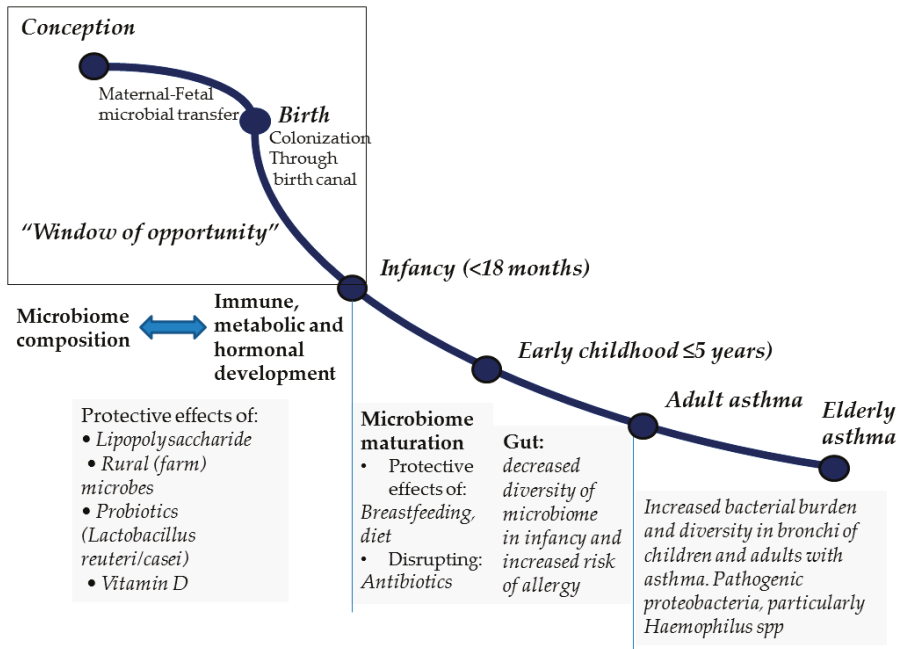 Conception
Maternal-Fetal
microbial transfer
Birth
Colonization
Through
birth canal
“Window of opportunity”
Infancy (<18 months)
Microbiome
composition
Immune,
metabolic and
hormonal
development
Early childhood ≤5 years)
Adult asthma
Elderly
asthma
Protective effects of:
• Lipopolysaccharide
• Rural (farm)
microbes
• Probiotics
(Lactobacillus
reuteri/casei)
• Vitamin D
Microbiome
maturation
• Protective
effects of:
Breastfeeding,
diet
• Disrupting:
Antibiotics
Gut:
decreased
diversity of
microbiome
in infancy and
increased risk
of allergy
Increased bacterial burden
and diversity in bronchi of
children and adults with
asthma. Pathogenic
proteobacteria, particularly
Haemophilus spp